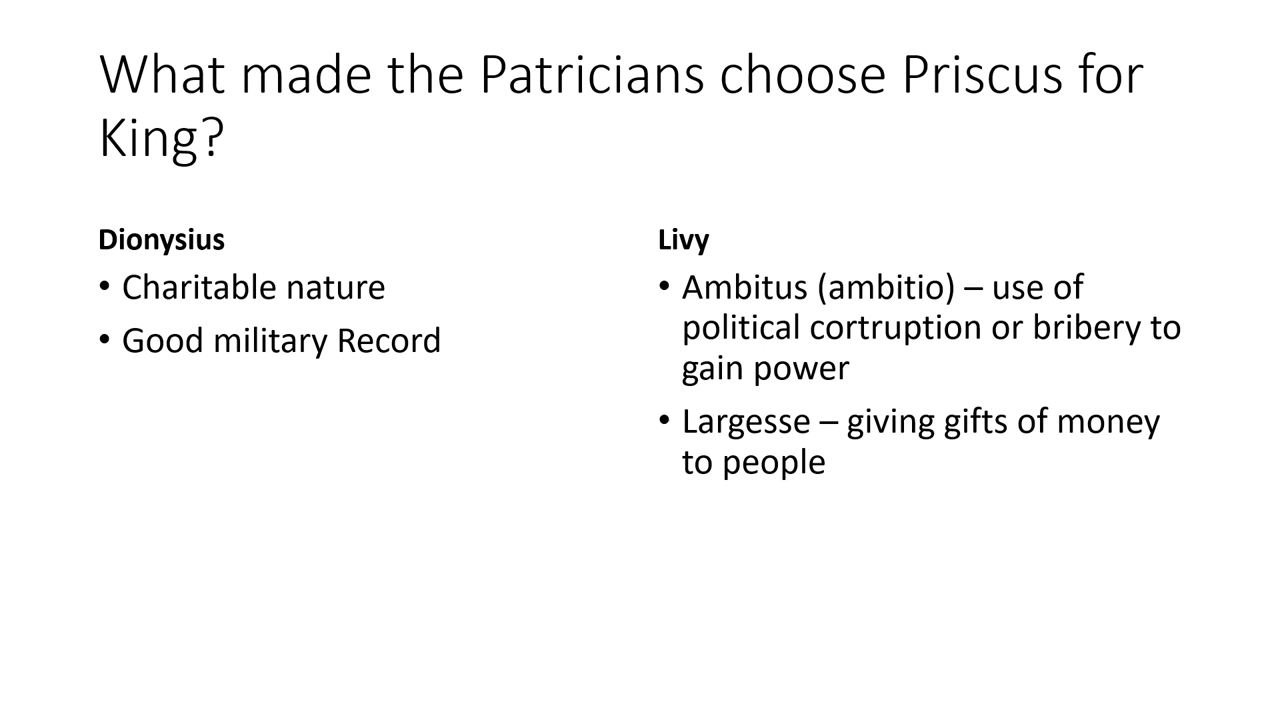 What made the Patricians choose Priscus for
King?
Dionysius
• Charitable nature
• Good military Record
Livy
• Ambitus (ambitio) – use of
political cortruption or bribery to
gain power
• Largesse – giving gifts of money
to people